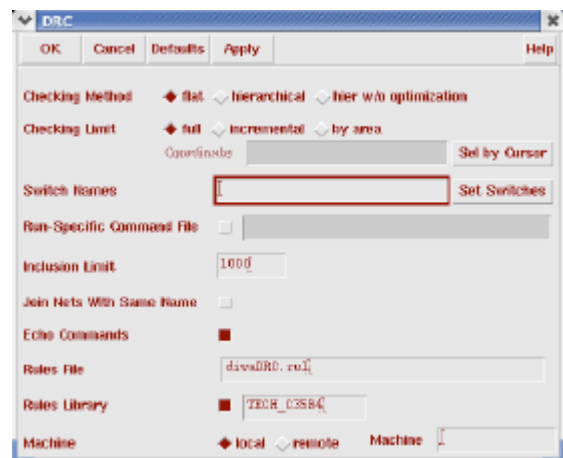 DRC
OK Cancel Defaults Apply Help
Checking Method flat hierarchical hier w/o optimization
Checking Limit full incremental by area
Coordinate Sel by Cursor
Switch Names Set Switches
Run-Specific Command File
Inclusion Limit 1000
Join Nets With Same Name
Echo Commands
Rules File divaDRC.rul
Rules Library TECH_C35B4
Machine local remote Machine